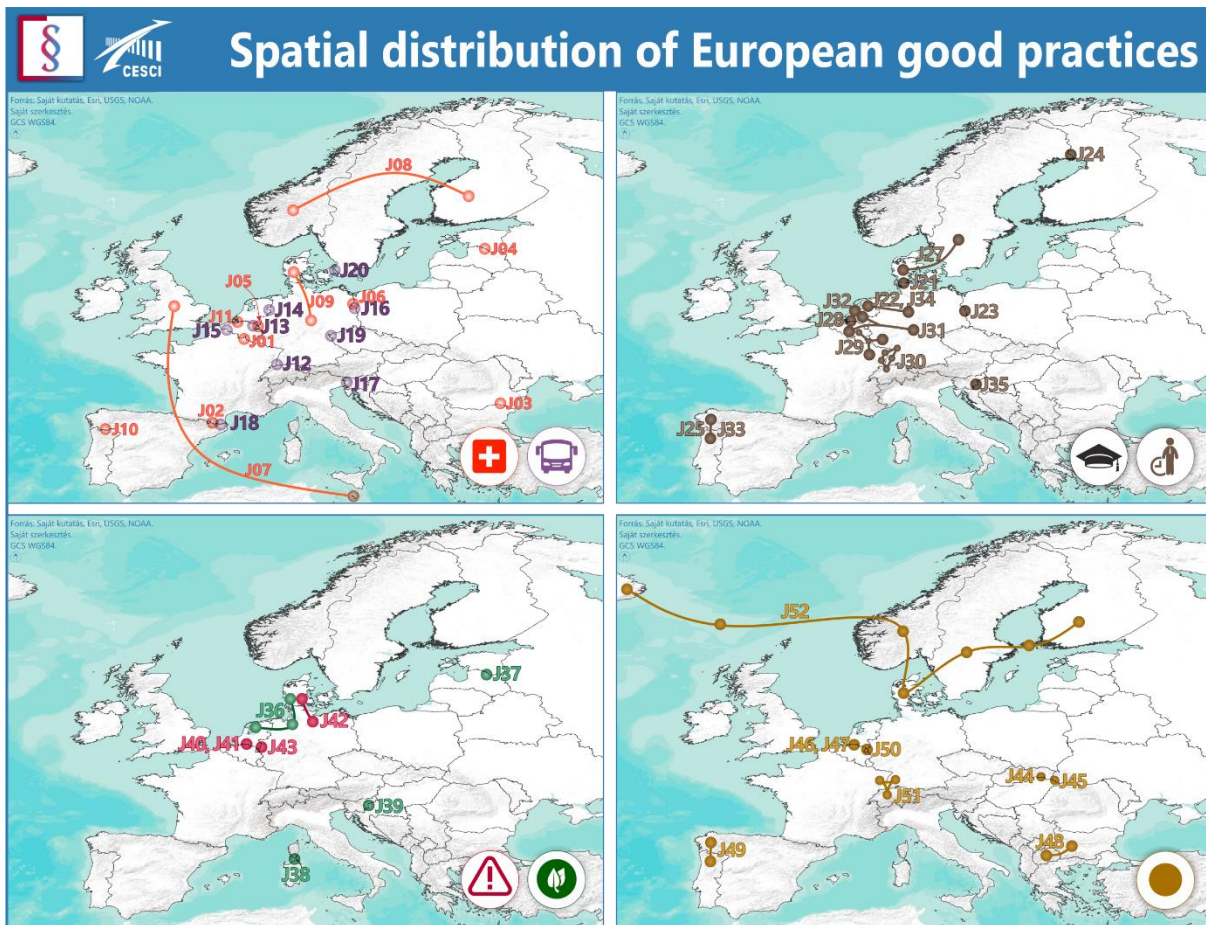 §
CESCI
Spatial distribution of European good practices
Forrás: Saját kutatás, Esri, USGS, NOAA.
Saját szerkesztés.
GCS WGS84.
J08
J04
J20
J05
J14
J09
J06
J16
J11
J15
J13
J01
J19
J12
J17
J02
J18
J03
J10
J07
Forrás: Saját kutatás, Esri, USGS, NOAA.
Saját szerkesztés.
GCS WGS84.
J24
J27
J21
J32
J22
J34
J23
J28
J31
J29
J30
J35
J25
J33
Forrás: Saját kutatás, Esri, USGS, NOAA.
Saját szerkesztés.
GCS WGS84.
J37
J36
J42
J40, J41
J43
J39
J38
Forrás: Saját kutatás, Esri, USGS, NOAA.
Saját szerkesztés.
GCS WGS84.
J52
J46, J47
J50
J44
J45
J51
J49
J48